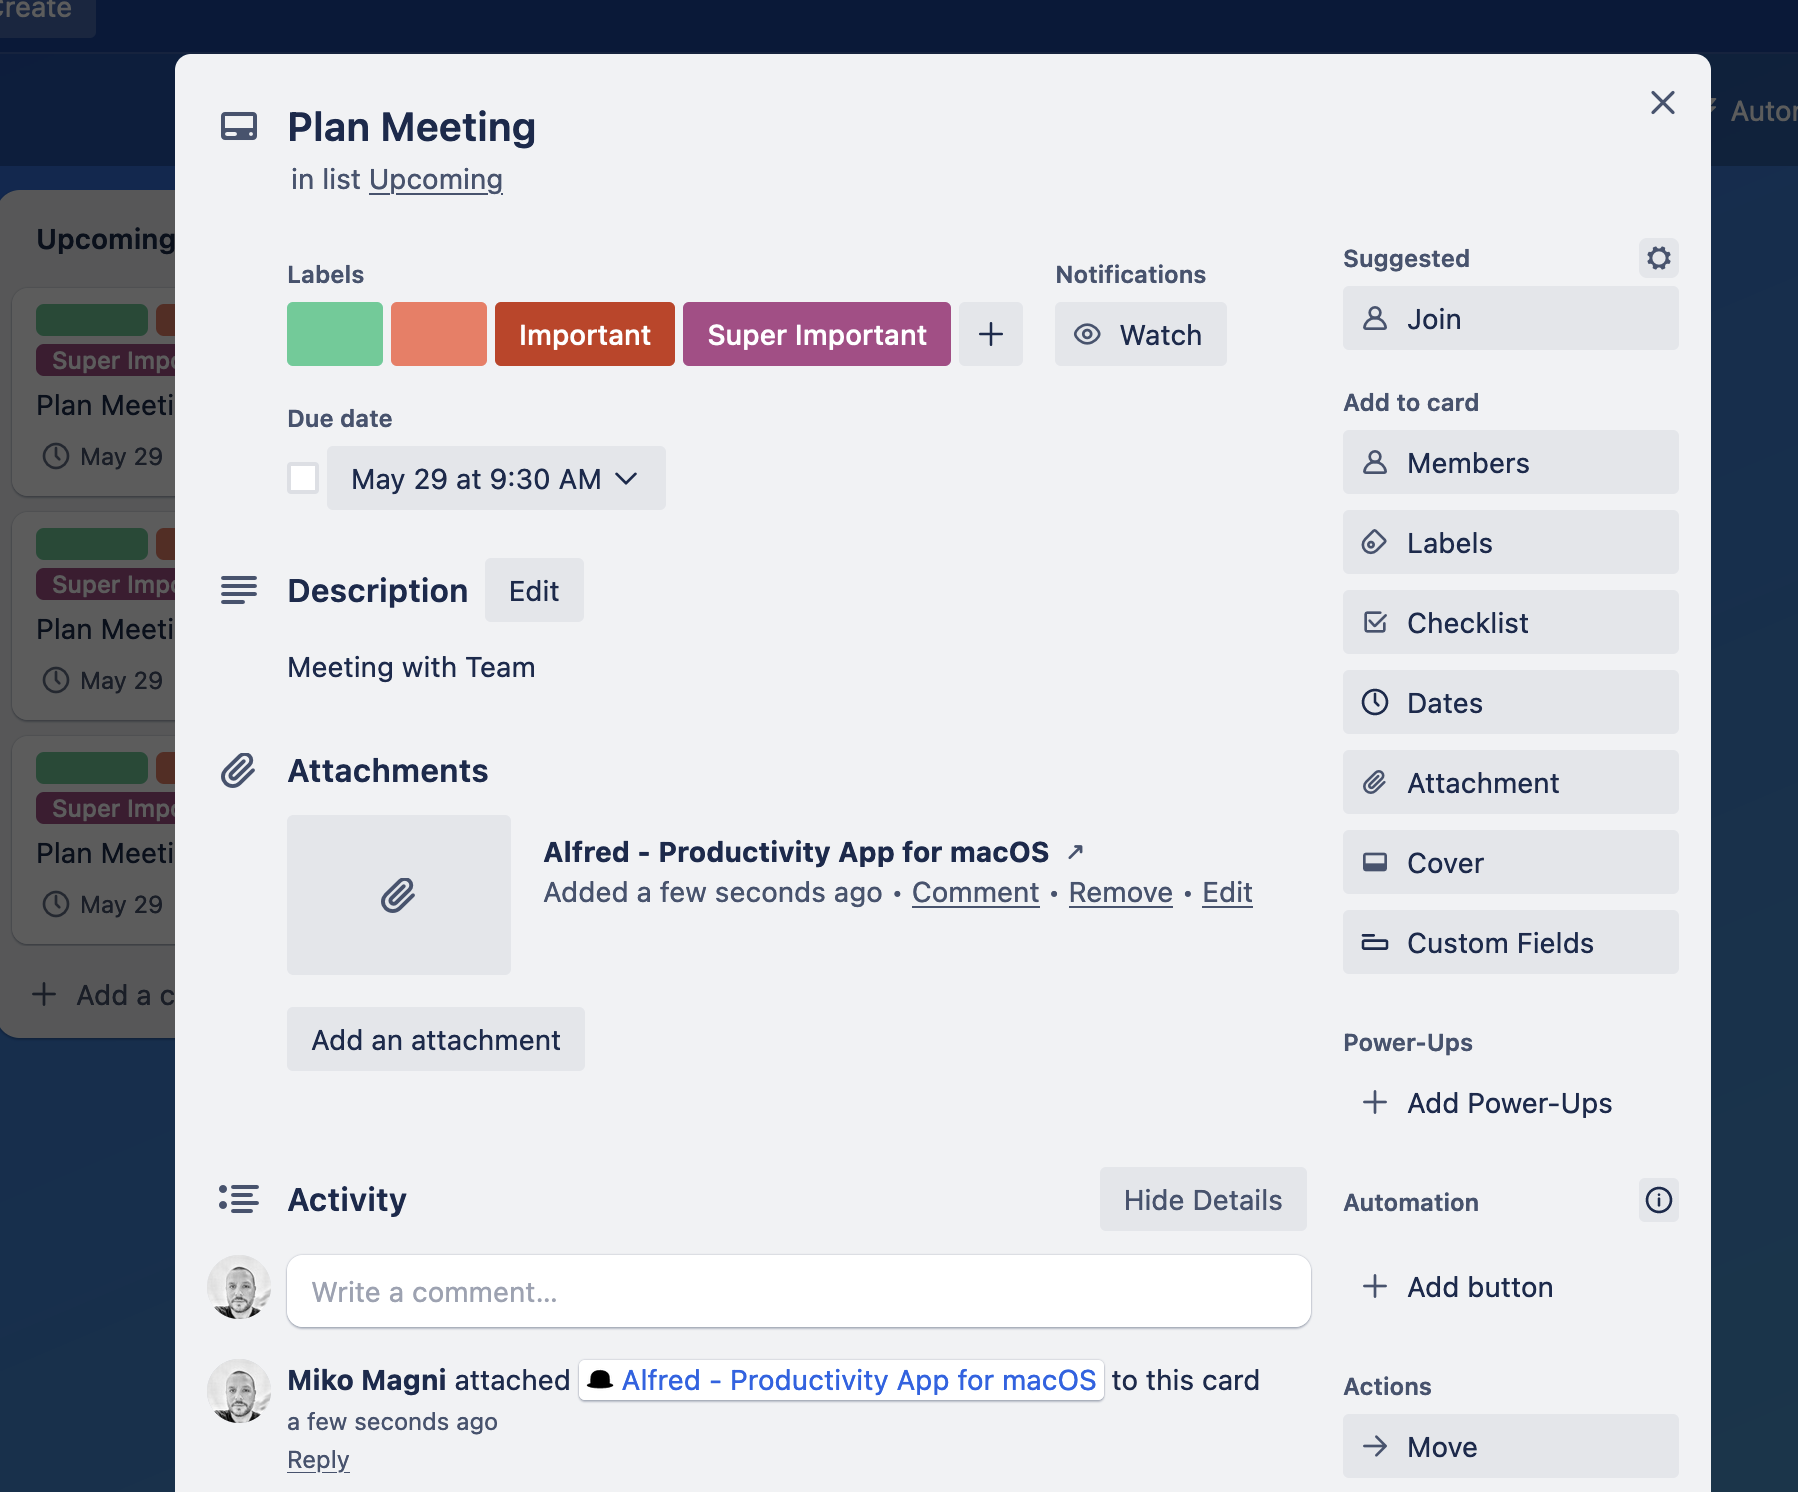 Create
Autom
Plan Meeting
in list Upcoming
Upcoming
Super Impo
Plan Meeti
May 29
Super Impo
Plan Meeti
May 29
Super Impo
Plan Meeti
May 29
Add a c
Labels
Important
Super Important
Notifications
Watch
Due date
May 29 at 9:30 AM
Description
Edit
Meeting with Team
Attachments
Alfred - Productivity App for macOS ↗
Added a few seconds ago • Comment • Remove • Edit
Add an attachment
Activity
Hide Details
Write a comment…
Miko Magni attached Alfred - Productivity App for macOS to this card
a few seconds ago
Reply
Suggested
Join
Add to card
Members
Labels
Checklist
Dates
Attachment
Cover
Custom Fields
Power-Ups
Add Power-Ups
Automation
Add button
Actions
Move